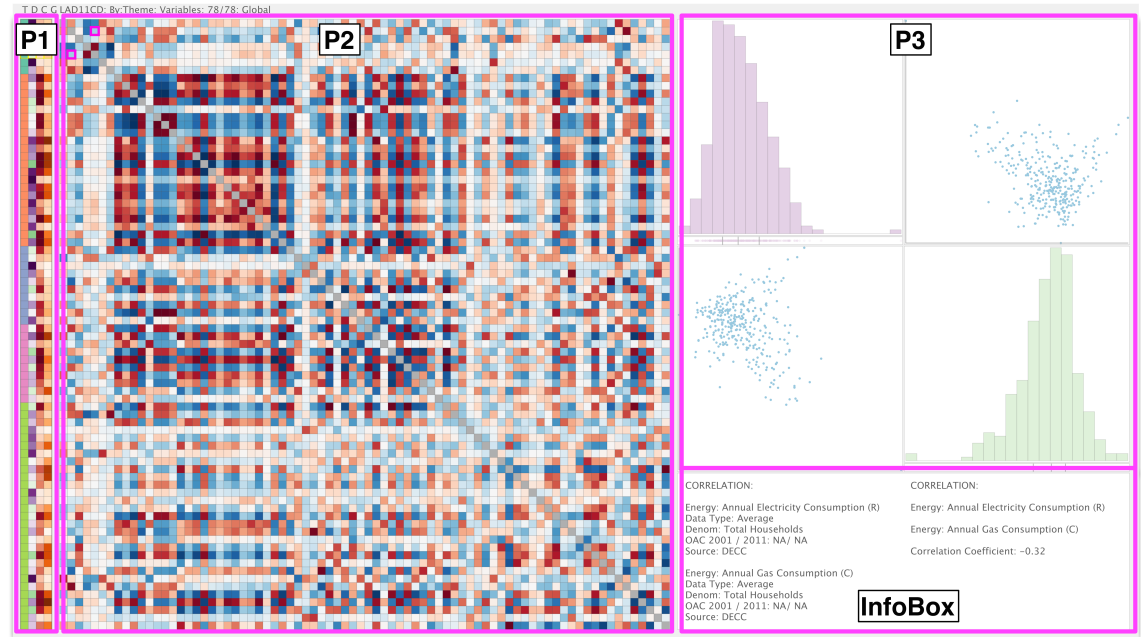 T D C G LAD11CD: By:Theme: Variables: 78/78: Global
P1
P2
P3
CORRELATION:
Energy: Annual Electricity Consumption (R)
Data Type: Average
Denom: Total Households
OAC 2001 / 2011: NA/ NA
Source: DECC
Energy: Annual Gas Consumption (C)
Data Type: Average
Denom: Total Households
OAC 2001 / 2011: NA/ NA
Source: DECC
CORRELATION:
Energy: Annual Electricity Consumption (R)
Energy: Annual Gas Consumption (C)
Correlation Coefficient: -0.32
InfoBox